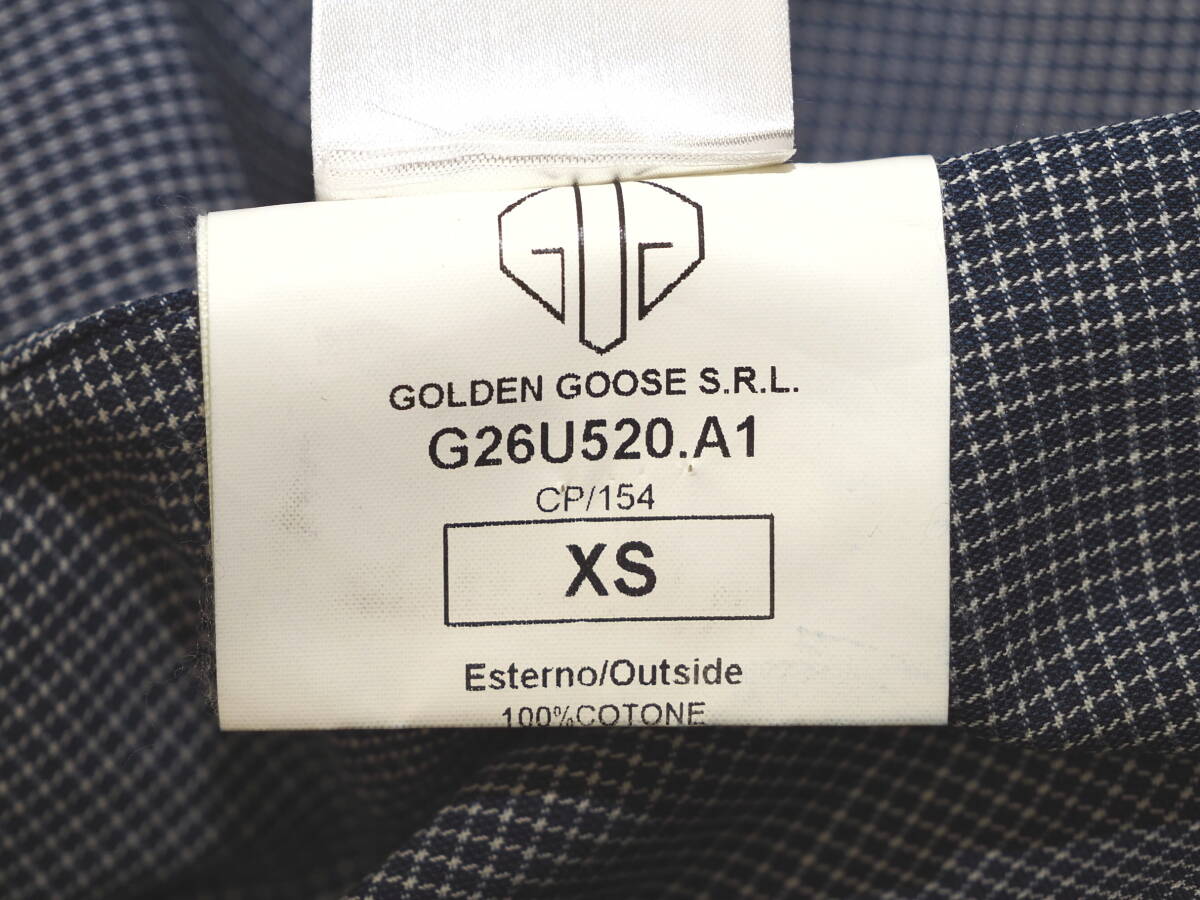 GOLDEN GOOSE S.R.L.
G26U520.A1
CP/154
XS
Esterno/Outside
100%COTONE